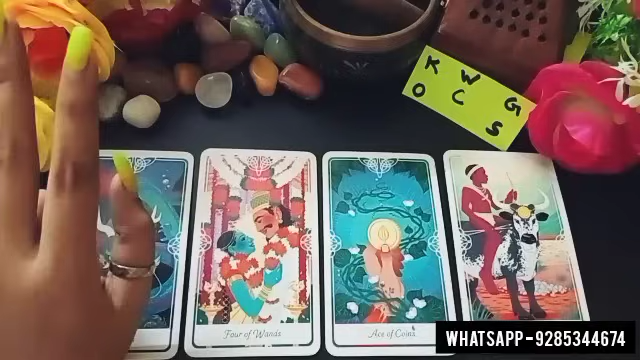 K W G
O C S
Four of Wands
Ace of Coins
WHATSAPP-9285344674